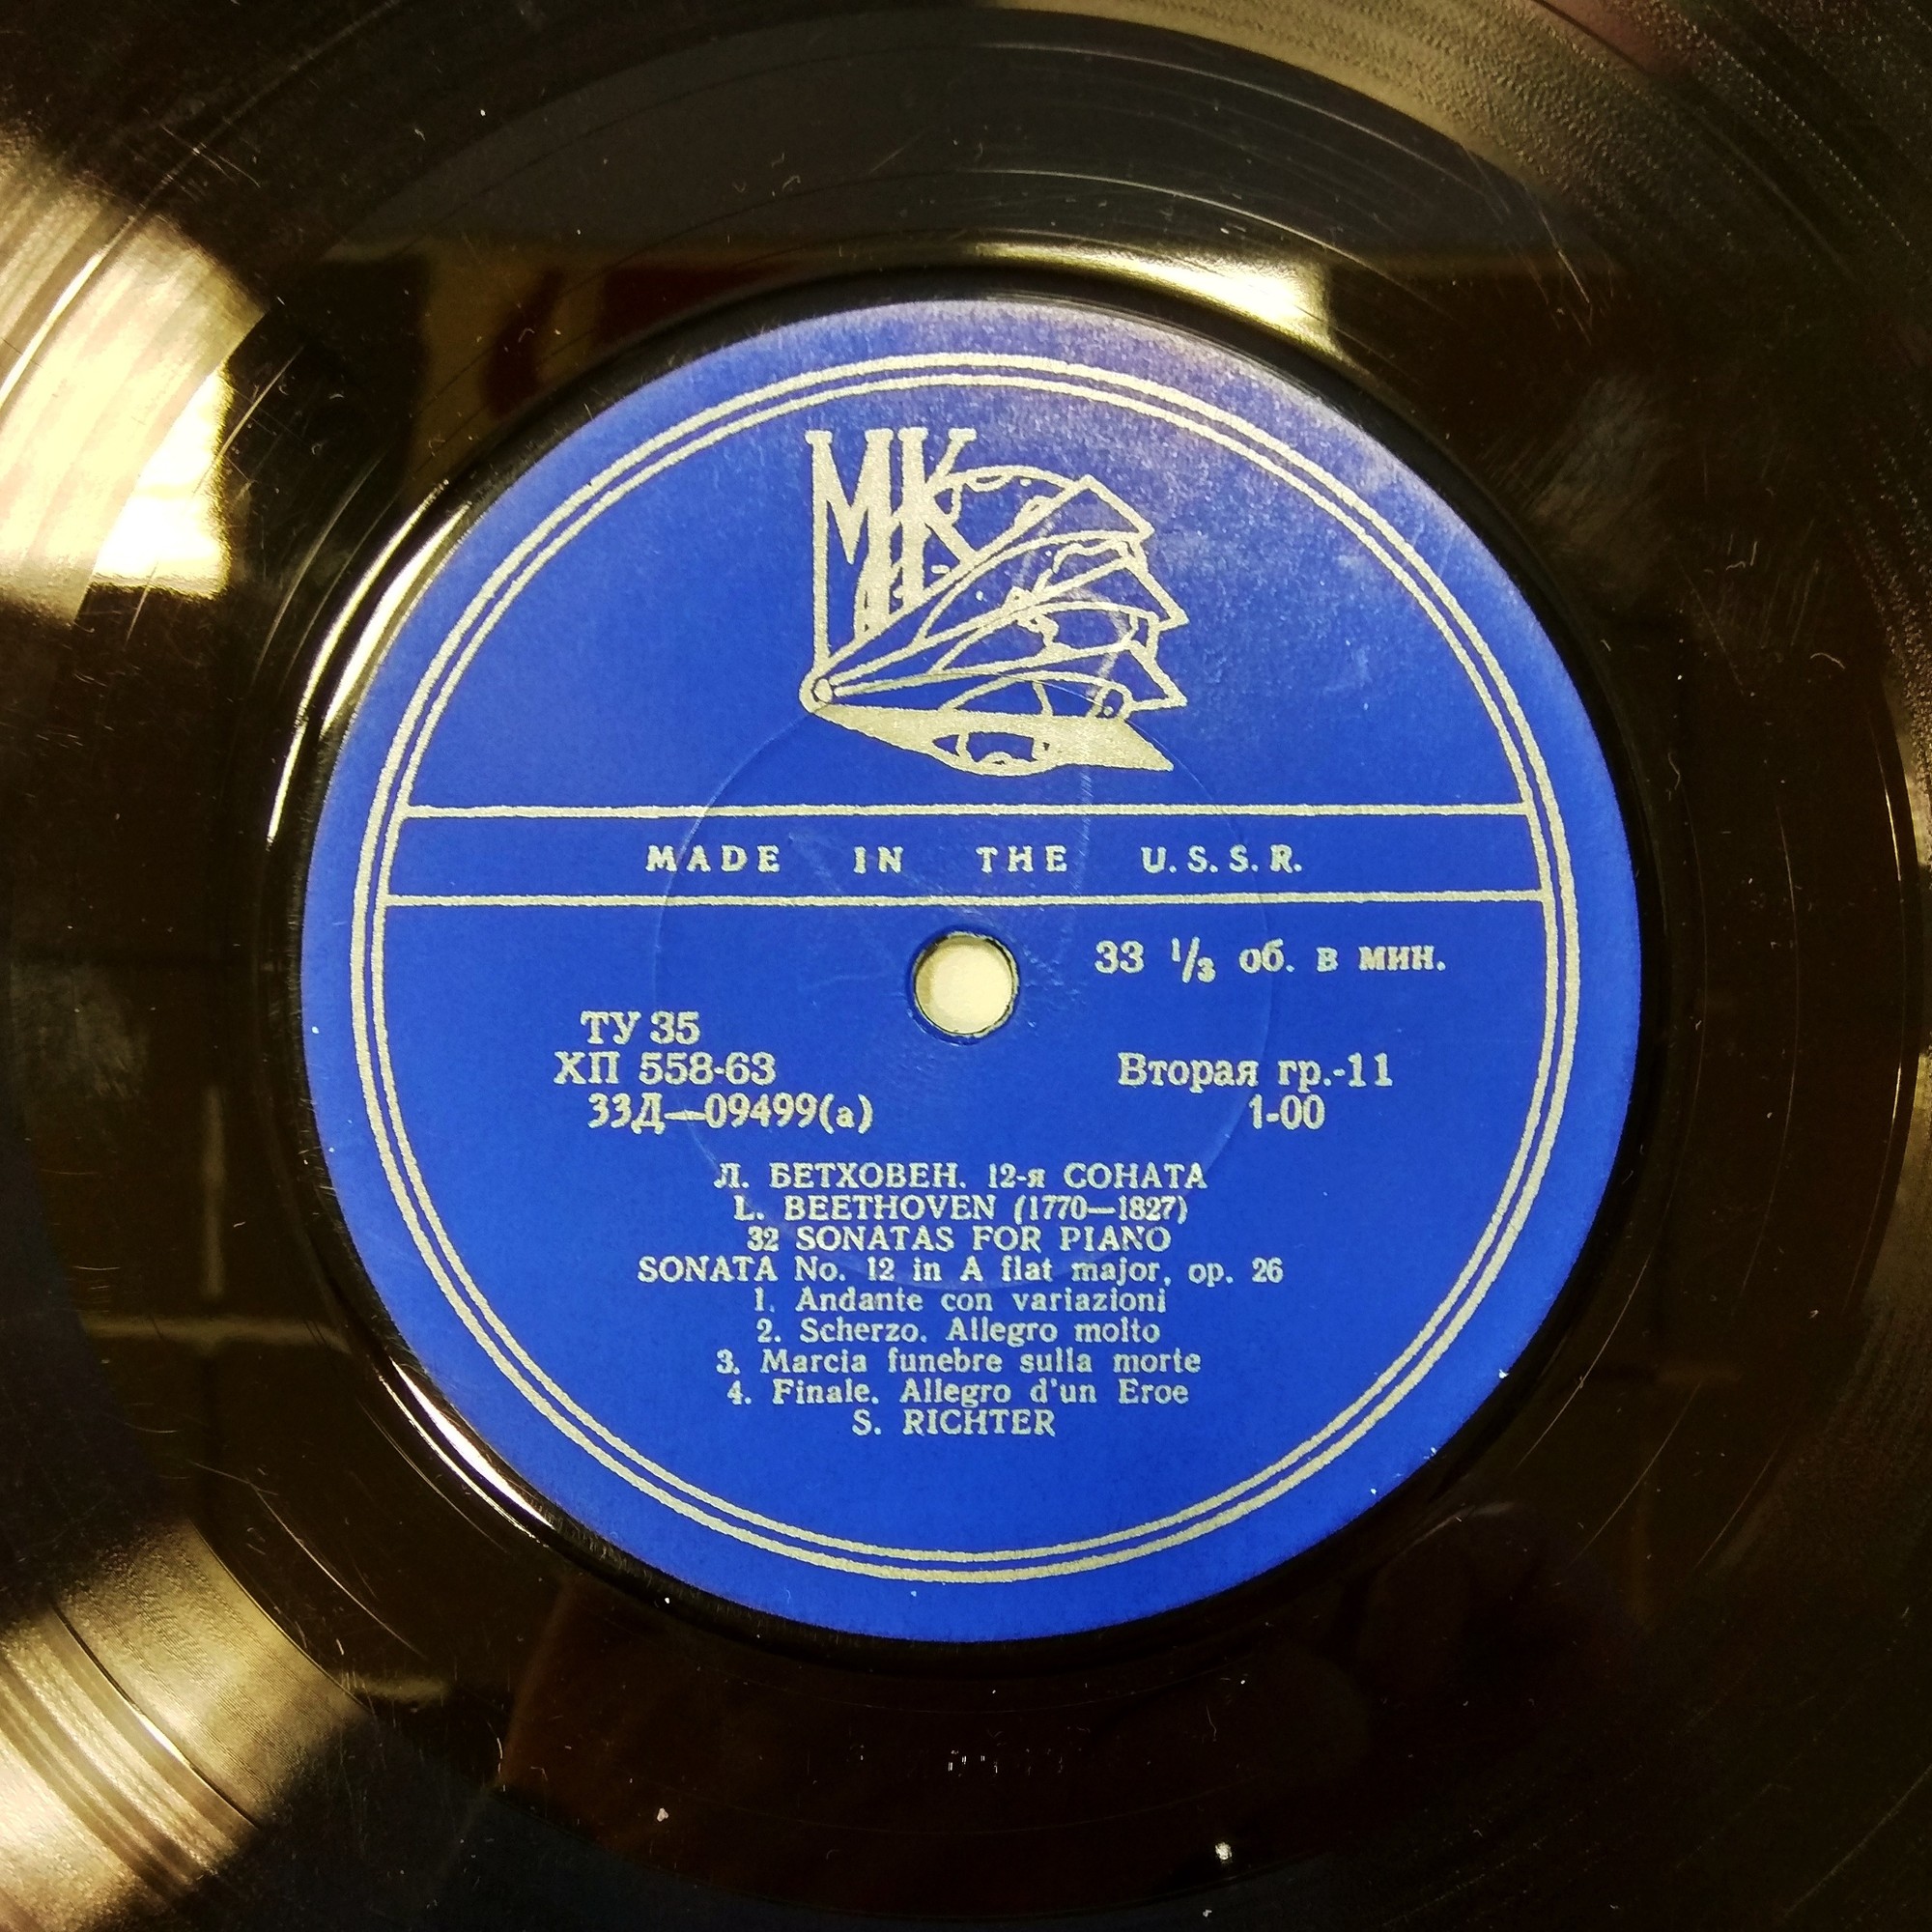 МК
MADE IN THE U.S.S.R.
33 1/3 об. в мин.
ТУ 35
ХП 558-63
33Д—09499(а)
Вторая гр.-11
1-00
Л. БЕТХОВЕН. 12-я СОНАТА
L. BEETHOVEN (1770—1827)
32 SONATAS FOR PIANO
SONATA No. 12 in A flat major, op. 26
1. Andante con variazioni
2. Scherzo. Allegro molto
3. Marcia funebre sulla morte
4. Finale. Allegro d'un Eroe
S. RICHTER